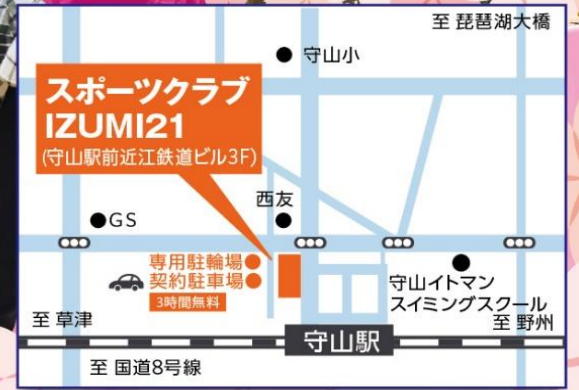 至 琵琶湖大橋
守山小
スポーツクラブ
IZUMI21
(守山駅前近江鉄道ビル3F)
西友
GS
専用駐輪場
契約駐車場
3時間無料
守山イトマン
スイミングスクール
至 草津
至 野州
守山駅
至 国道8号線